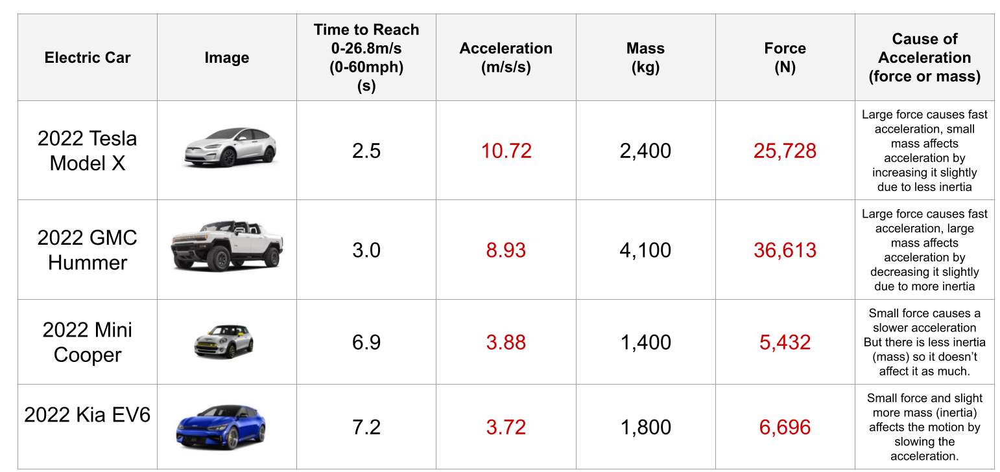 Electric Car
Image
Time to Reach
0-26.8m/s
(0-60mph)
(s)
Acceleration
(m/s/s)
Mass
(kg)
Force
(N)
Cause of
Acceleration
(force or mass)
2022 Tesla
Model X
2.5
10.72
2,400
25,728
Large force causes fast
acceleration, small
mass affects
acceleration by
increasing it slightly
due to less inertia
2022 GMC
Hummer
3.0
8.93
4,100
36,613
Large force causes fast
acceleration, large
mass affects
acceleration by
decreasing it slightly
due to more inertia
2022 Mini
Cooper
6.9
3.88
1,400
5,432
Small force causes a
slower acceleration
But there is less inertia
(mass) so it doesn’t
affect it as much.
2022 Kia EV6
7.2
3.72
1,800
6,696
Small force and slight
more mass (inertia)
affects the motion by
slowing the
acceleration.